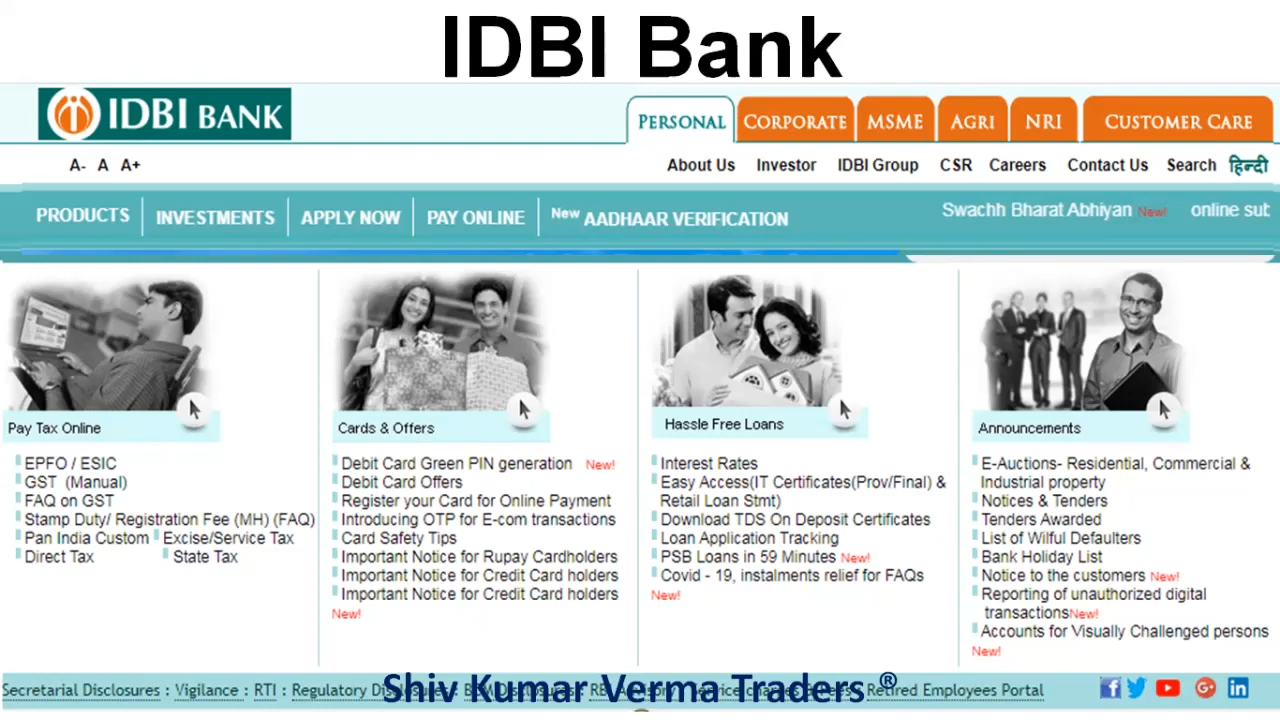 IDBI Bank
IDBI BANK
PERSONAL CORPORATE MSME AGRI NRI CUSTOMER CARE
A- A A+
About Us Investor IDBI Group CSR Careers Contact Us Search हिन्दी
PRODUCTS INVESTMENTS APPLY NOW PAY ONLINE New AADHAAR VERIFICATION
Swachh Bharat Abhiyan New! online sub
Pay Tax Online
EPFO / ESIC
GST (Manual)
FAQ on GST
Stamp Duty/ Registration Fee (MH) (FAQ)
Pan India Custom Excise/Service Tax
Direct Tax State Tax
Cards & Offers
Debit Card Green PIN generation New!
Debit Card Offers
Register your Card for Online Payment
Introducing OTP for E-com transactions
Card Safety Tips
Important Notice for Rupay Cardholders
Important Notice for Credit Card holders
Important Notice for Credit Card holders
New!
Hassle Free Loans
Interest Rates
Easy Access(IT Certificates(Prov/Final) &
Retail Loan Stmt)
Download TDS On Deposit Certificates
Loan Application Tracking
PSB Loans in 59 Minutes New!
Covid - 19, instalments relief for FAQs
New!
Announcements
E-Auctions- Residential, Commercial &
Industrial property
Notices & Tenders
Tenders Awarded
List of Wilful Defaulters
Bank Holiday List
Notice to the customers New!
Reporting of unauthorized digital
transactionsNew!
Accounts for Visually Challenged persons
New!
Secretarial Disclosures : Vigilance : RTI : Regulatory Disclosures : Retired Employees Portal
Shiv Kumar Verma Traders ®